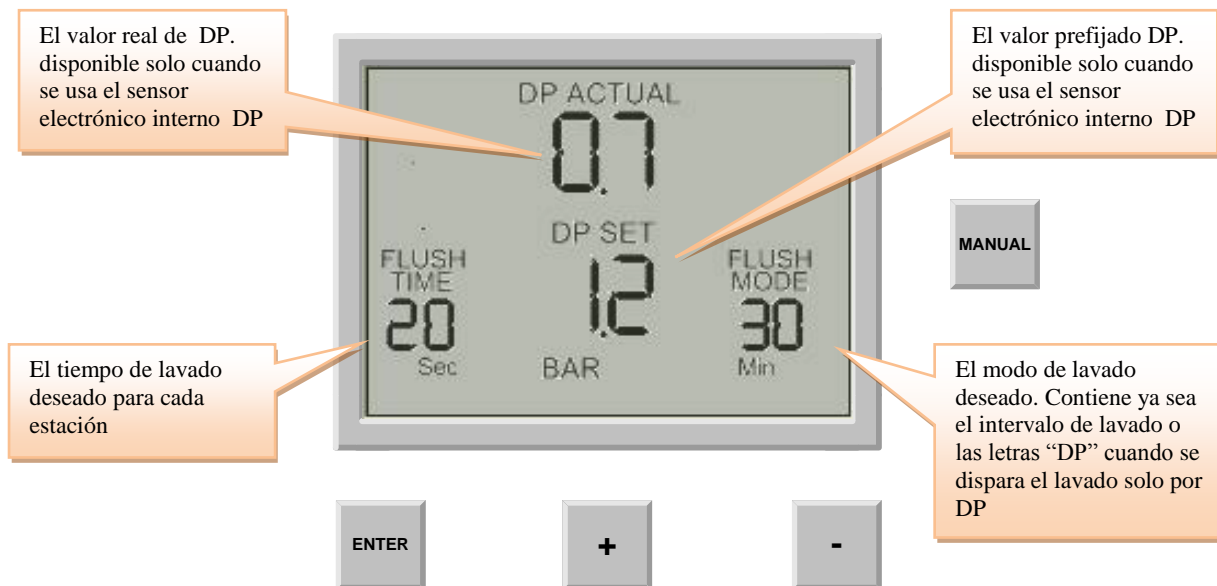 El valor real de DP.
disponible solo cuando
se usa el sensor
electrónico interno DP
El valor prefijado DP.
disponible solo cuando
se usa el sensor
electrónico interno DP
DP ACTUAL
0.7
DP SET
1.2
BAR
FLUSH
TIME
20
Sec
FLUSH
MODE
30
Min
MANUAL
El tiempo de lavado
deseado para cada
estación
El modo de lavado
deseado. Contiene ya sea
el intervalo de lavado o
las letras “DP” cuando se
dispara el lavado solo por
DP
ENTER
+
-